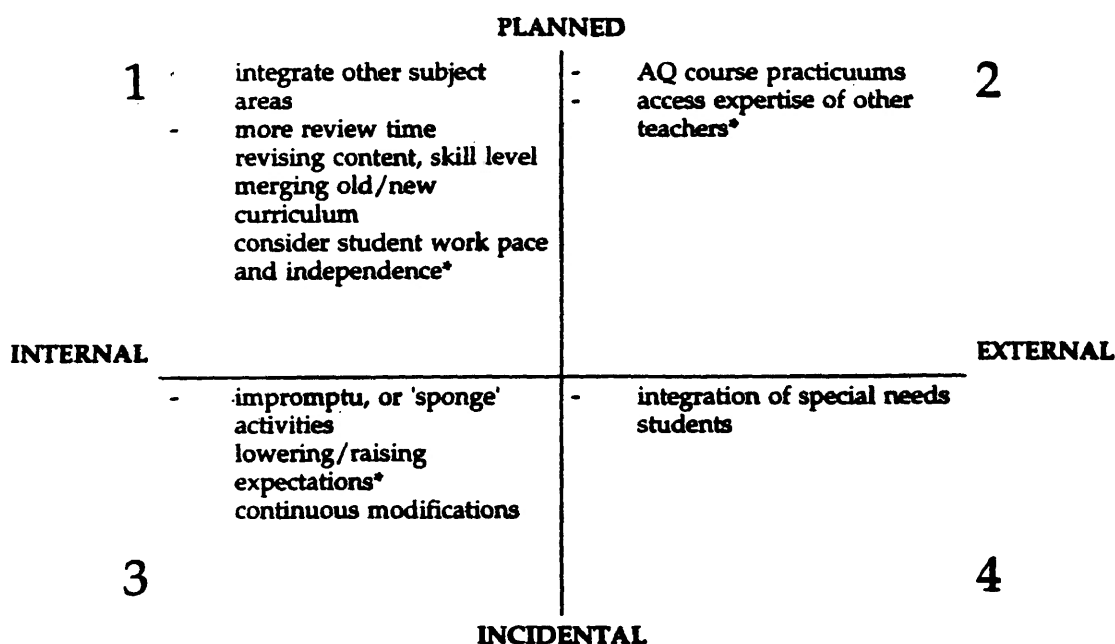 PLANNED
1
- integrate other subject
areas
- more review time
revising content, skill level
merging old/new
curriculum
consider student work pace
and independence*
- AQ course practicuums
- access expertise of other
teachers*
2
INTERNAL
EXTERNAL
- impromptu, or 'sponge'
activities
lowering/raising
expectations*
continuous modifications
- integration of special needs
students
3
4
INCIDENTAL